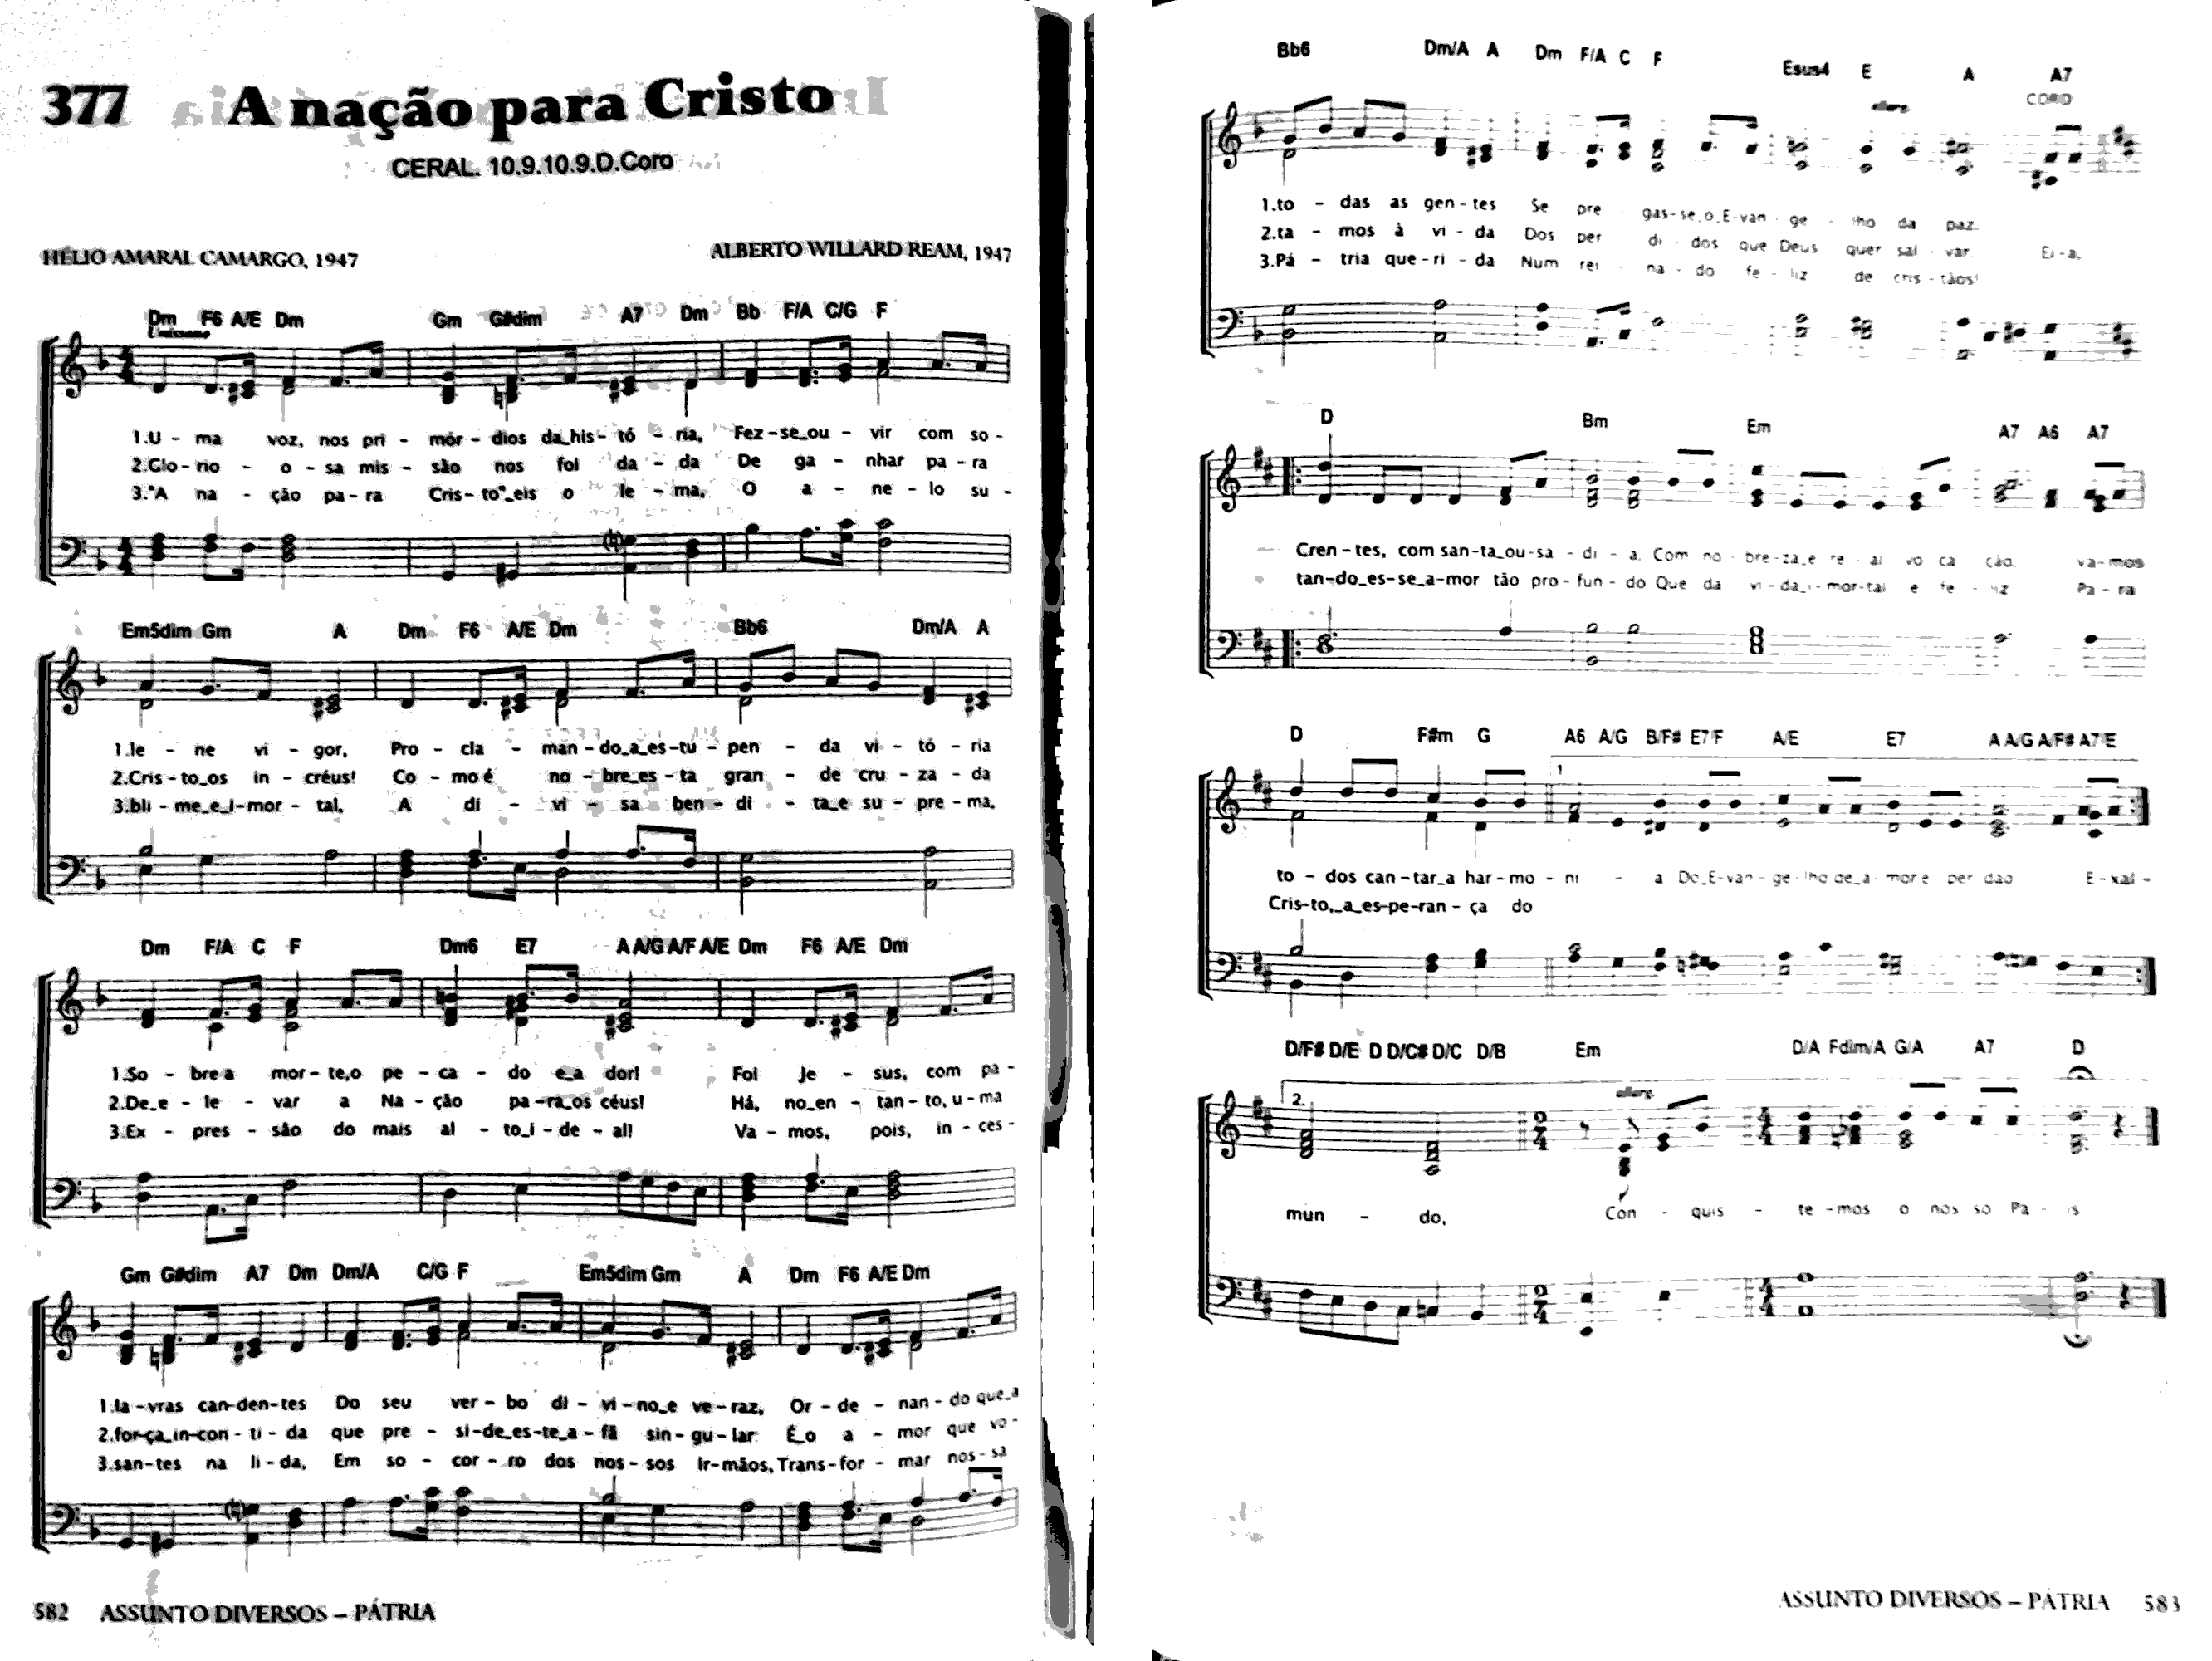 377 A nação para Cristo
CERAL. 10.9.10.9.D.Coro
HÉLIO AMARAL CAMARGO, 1947
ALBERTO WILLARD REAM, 1947
Dm F6 A/E Dm Gm G#dim A7 Dm Bb F/A C/G F
Uníssono
1.U - ma voz, nos pri - mór - dios da_his - tó - ria, Fez - se_ou - vir com so -
2.Glo - rio - o - sa mis - são nos foi da - da De ga - nhar pa - ra
3."A na - ção pa - ra Cris - to"_eis o le - ma, O a - ne - lo su -
Em5dim Gm A Dm F6 A/E Dm Bb6 Dm/A A
1.le - ne vi - gor, Pro - cla - man - do_a_es - tu - pen - da vi - tó - ria
2.Cris - to_os in - créus! Co - mo é no - bre_es - ta gran - de cru - za - da
3.bli - me_e_i - mor - tal, A di - vi - sa ben - di - ta_e su - pre - ma,
Dm F/A C F Dm6 E7 A A/G A/F A/E Dm F6 A/E Dm
1.So - bre a mor - te,o pe - ca - do e_a dor! Foi Je - sus, com pa -
2.De_e - le - var a Na - ção pa - ra_os céus! Há, no_en - tan - to, u - ma
3.Ex - pres - são do mais al - to_i - de - al! Va - mos, pois, in - ces -
Gm G#dim A7 Dm Dm/A C/G F Em5dim Gm A Dm F6 A/E Dm
1.la - vras can - den - tes Do seu ver - bo di - vi - no_e ve - raz, Or - de - nan - do que_a
2.for - ça_in - con - ti - da que pre - si - de_es - te_a - fã sin - gu - lar: É_o a - mor que vo -
3.san - tes na li - da, Em so - cor - ro dos nos - sos Ir - mãos, Trans - for - mar nos - sa
582 ASSUNTO DIVERSOS – PÁTRIA
Bb6 Dm/A A Dm F/A C F Esus4 E A A7
allarg. CORO
1.to - das as gen - tes Se pre gas - se_o_E - van - ge - lho da paz.
2.ta - mos à vi - da Dos per di - dos que Deus quer sal - var Ei - a,
3.Pá - tria que - ri - da Num rei - na - do fe - liz de cris - tãos!
D Bm Em A7 A6 A7
Cren - tes, com san - ta_ou - sa - di - a. Com no - bre - za_e re - al vo ca ção. va - mos
tan - do_es - se_a - mor tão pro - fun - do Que da vi - da_i - mor - tal e fe - liz Pa - ra
D F#m G A6 A/G B/F# E7/F A/E E7 A A/G A/F# A7/E
1
to - dos can - tar_a har - mo - ni - a Do_E - van - ge - lho de_a - mor e per dão. E - xal -
Cris - to,_a_es - pe - ran - ça do
D/F# D/E D D/C# D/C D/B Em D/A Fdim/A G/A A7 D
2. allarg.
mun - do, Con - quis - te - mos o nos so Pa - ís
ASSUNTO DIVERSOS – PÁTRIA 583